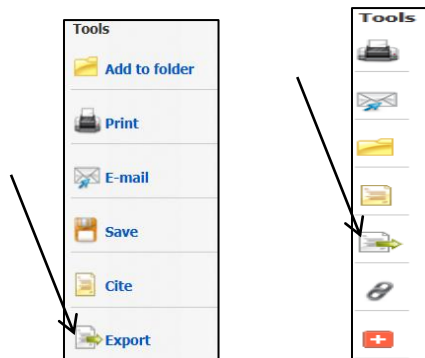 Tools
Add to folder
Print
E-mail
Save
Cite
Export
Tools